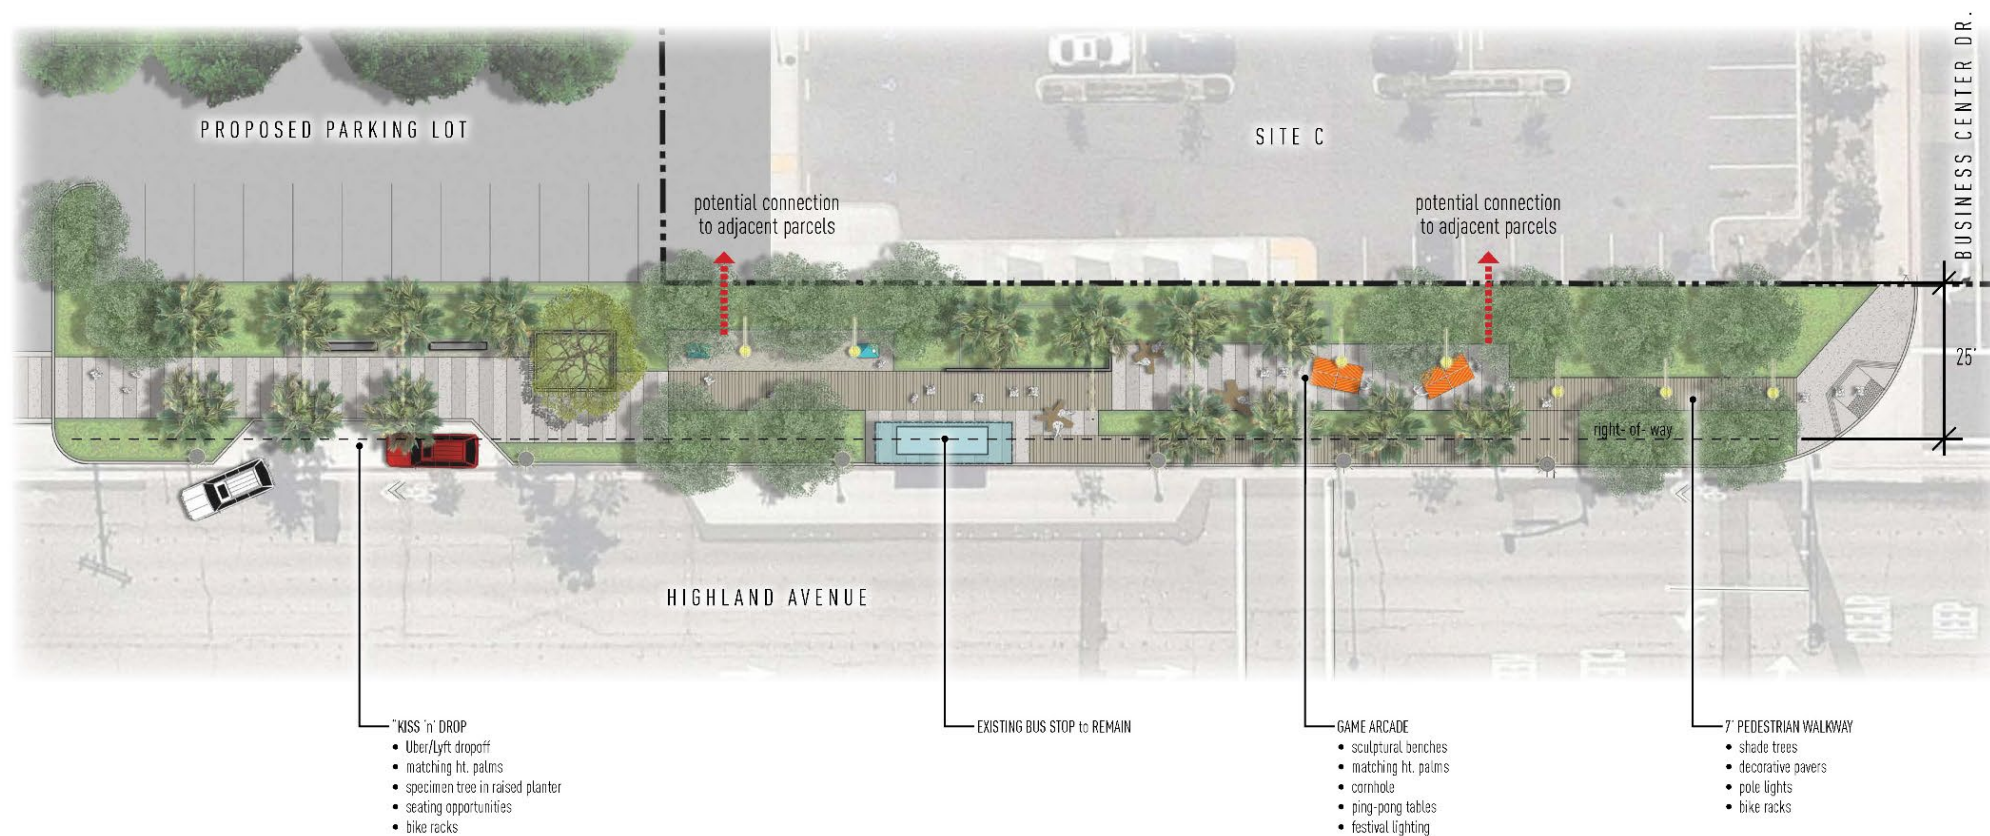 PROPOSED PARKING LOT
SITE C
BUSINESS CENTER DR.
potential connection
to adjacent parcels
potential connection
to adjacent parcels
25'
right- of- way
HIGHLAND AVENUE
CLEAR
KEEP
"KISS 'n' DROP
• Uber/Lyft dropoff
• matching ht. palms
• specimen tree in raised planter
• seating opportunities
• bike racks
EXISTING BUS STOP to REMAIN
GAME ARCADE
• sculptural benches
• matching ht. palms
• cornhole
• ping-pong tables
• festival lighting
7' PEDESTRIAN WALKWAY
• shade trees
• decorative pavers
• pole lights
• bike racks